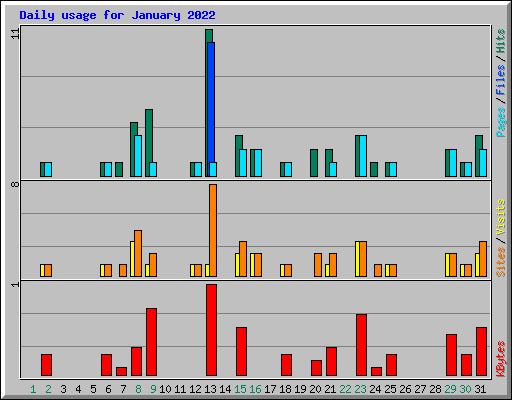 Daily usage for January 2022
11
8
1
Pages / Files / Hits
Sites / Visits
KBytes
1 2 3 4 5 6 7 8 9 10 11 12 13 14 15 16 17 18 19 20 21 22 23 24 25 26 27 28 29 30 31